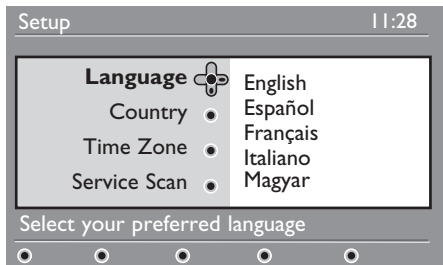 Setup 11:28
Language
Country
Time Zone
Service Scan
English
Español
Français
Italiano
Magyar
Select your preferred language